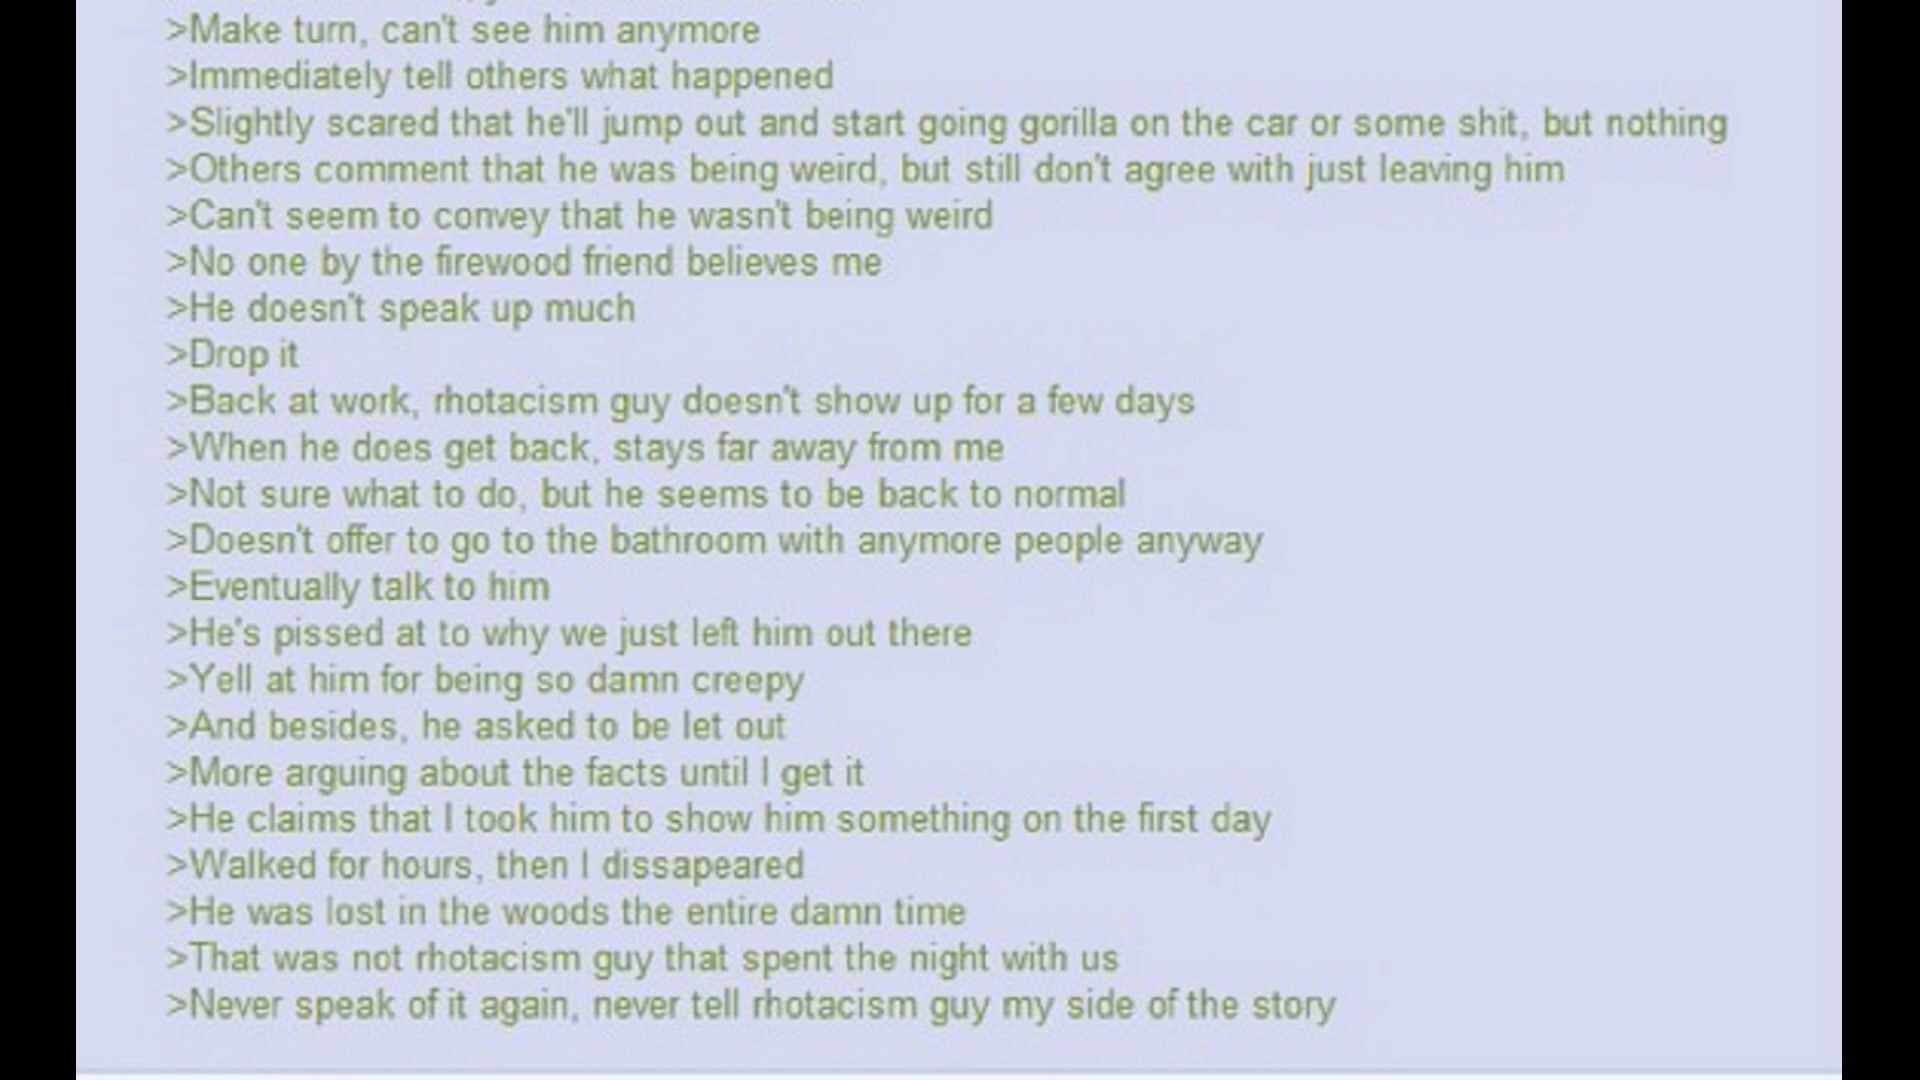 >Make turn, can't see him anymore
>Immediately tell others what happened
>Slightly scared that he'll jump out and start going gorilla on the car or some shit, but nothing
>Others comment that he was being weird, but still don't agree with just leaving him
>Can't seem to convey that he wasn't being weird
>No one by the firewood friend believes me
>He doesn't speak up much
>Drop it
>Back at work, rhotacism guy doesn't show up for a few days
>When he does get back, stays far away from me
>Not sure what to do, but he seems to be back to normal
>Doesn't offer to go to the bathroom with anymore people anyway
>Eventually talk to him
>He's pissed at to why we just left him out there
>Yell at him for being so damn creepy
>And besides, he asked to be let out
>More arguing about the facts until I get it
>He claims that I took him to show him something on the first day
>Walked for hours, then I dissapeared
>He was lost in the woods the entire damn time
>That was not rhotacism guy that spent the night with us
>Never speak of it again, never tell rhotacism guy my side of the story